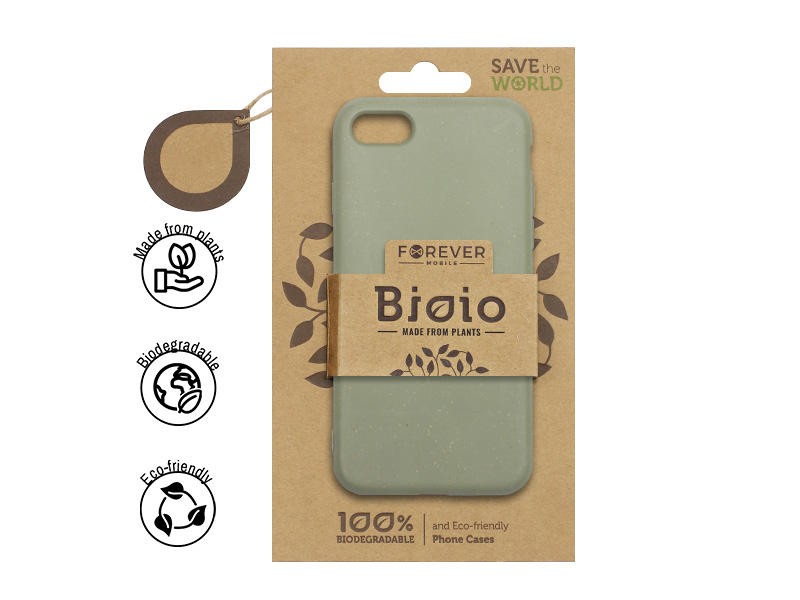 SAVE the
WORLD
Made from plants
FOREVER
MOBILE
Bioio
MADE FROM PLANTS
Biodegradable
Eco-friendly
100%
BIODEGRADABLE
and Eco-friendly
Phone Cases